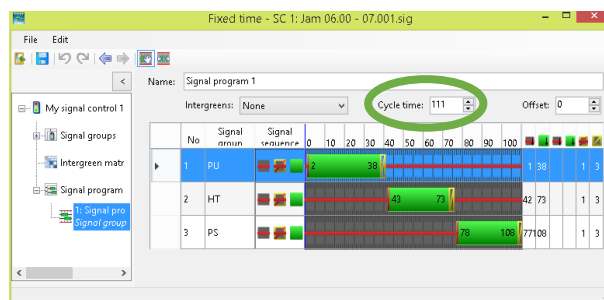 Fixed time - SC 1: Jam 06.00 - 07.001.sig
File Edit
< Name: Signal program 1
My signal control 1 Intergreens: None Cycle time: 111 Offset: 0
Signal groups No Signal group Signal sequence 0 10 20 30 40 50 60 70 80 90 100
Intergreen matr 1 PU 2 38 1 38 1 3
Signal program 2 HT 43 73 42 73 1 3
1: Signal pro
Signal group
3 PS 78 108 77 108 1 3